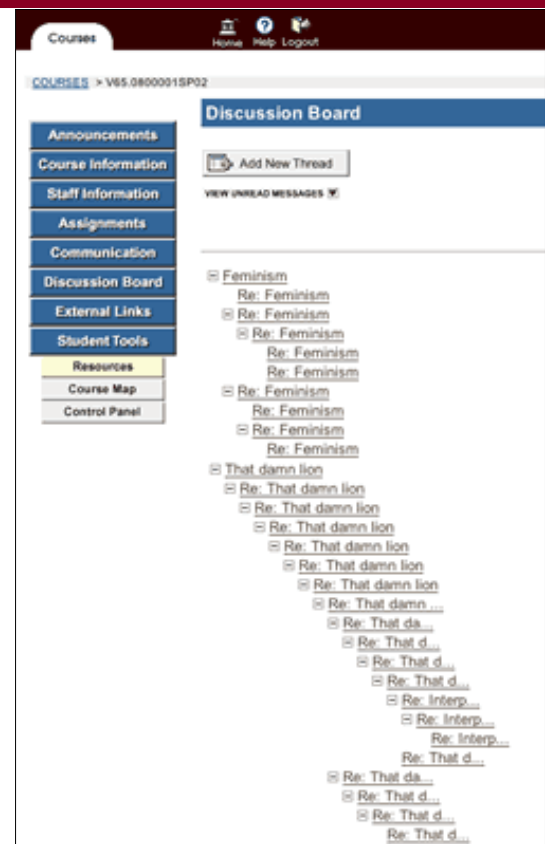 Courses
Home Help Logout
COURSES > V65.0800001SP02
Discussion Board
Announcements
Course Information
Staff Information
Assignments
Communication
Discussion Board
External Links
Student Tools
Resources
Course Map
Control Panel
Add New Thread
VIEW UNREAD MESSAGES
Feminism
Re: Feminism
Re: Feminism
Re: Feminism
Re: Feminism
Re: Feminism
Re: Feminism
Re: Feminism
Re: Feminism
Re: Feminism
That damn lion
Re: That damn lion
Re: That damn lion
Re: That damn lion
Re: That damn lion
Re: That damn lion
Re: That damn lion
Re: That damn ...
Re: That da...
Re: That d...
Re: That d...
Re: That d...
Re: Interp...
Re: Interp...
Re: Interp...
Re: That d...
Re: That da...
Re: That d...
Re: That d...
Re: That d...